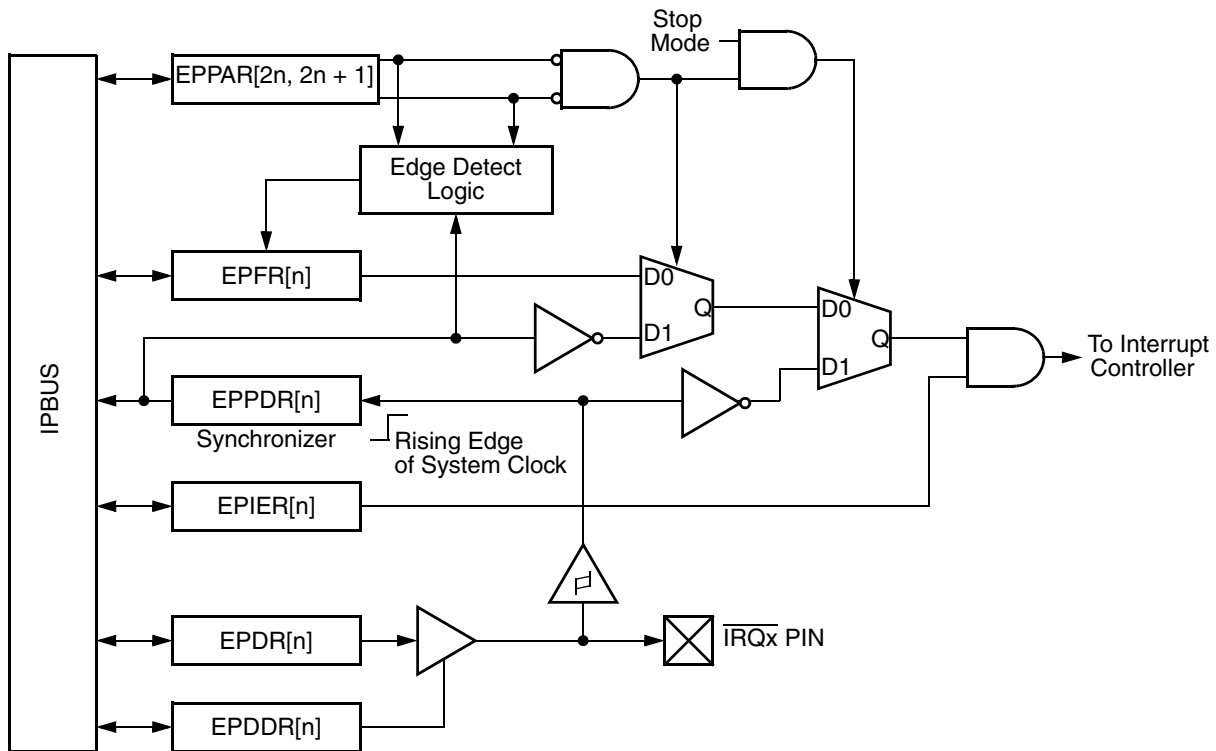 Stop
Mode
EPPAR[2n, 2n + 1]
Edge Detect
Logic
EPFR[n]
D0
D1
Q
D0
D1
Q
To Interrupt
Controller
IPBUS
EPPDR[n]
Synchronizer
Rising Edge
of System Clock
EPIER[n]
EPDR[n]
IRQx PIN
EPDDR[n]